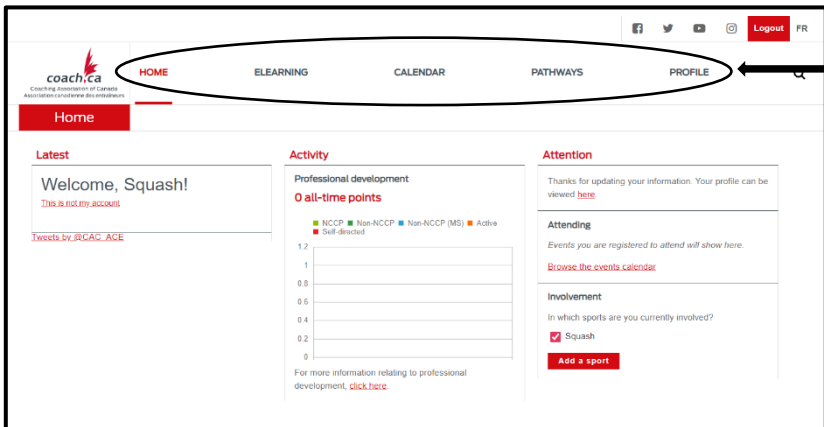 Logout FR
coach.ca
Coaching Association of Canada
Association canadienne des entraîneurs
HOME ELEARNING CALENDAR PATHWAYS PROFILE
Home
Latest
Welcome, Squash!
This is not my account
Tweets by @CAC_ACE
Activity
Professional development
0 all-time points
NCCP Non-NCCP Non-NCCP (MS) Active
Self-directed
1.2
1
0.8
0.6
0.4
0.2
0
For more information relating to professional
development, click here.
Attention
Thanks for updating your information. Your profile can be
viewed here.
Attending
Events you are registered to attend will show here.
Browse the events calendar
Involvement
In which sports are you currently involved?
Squash
Add a sport